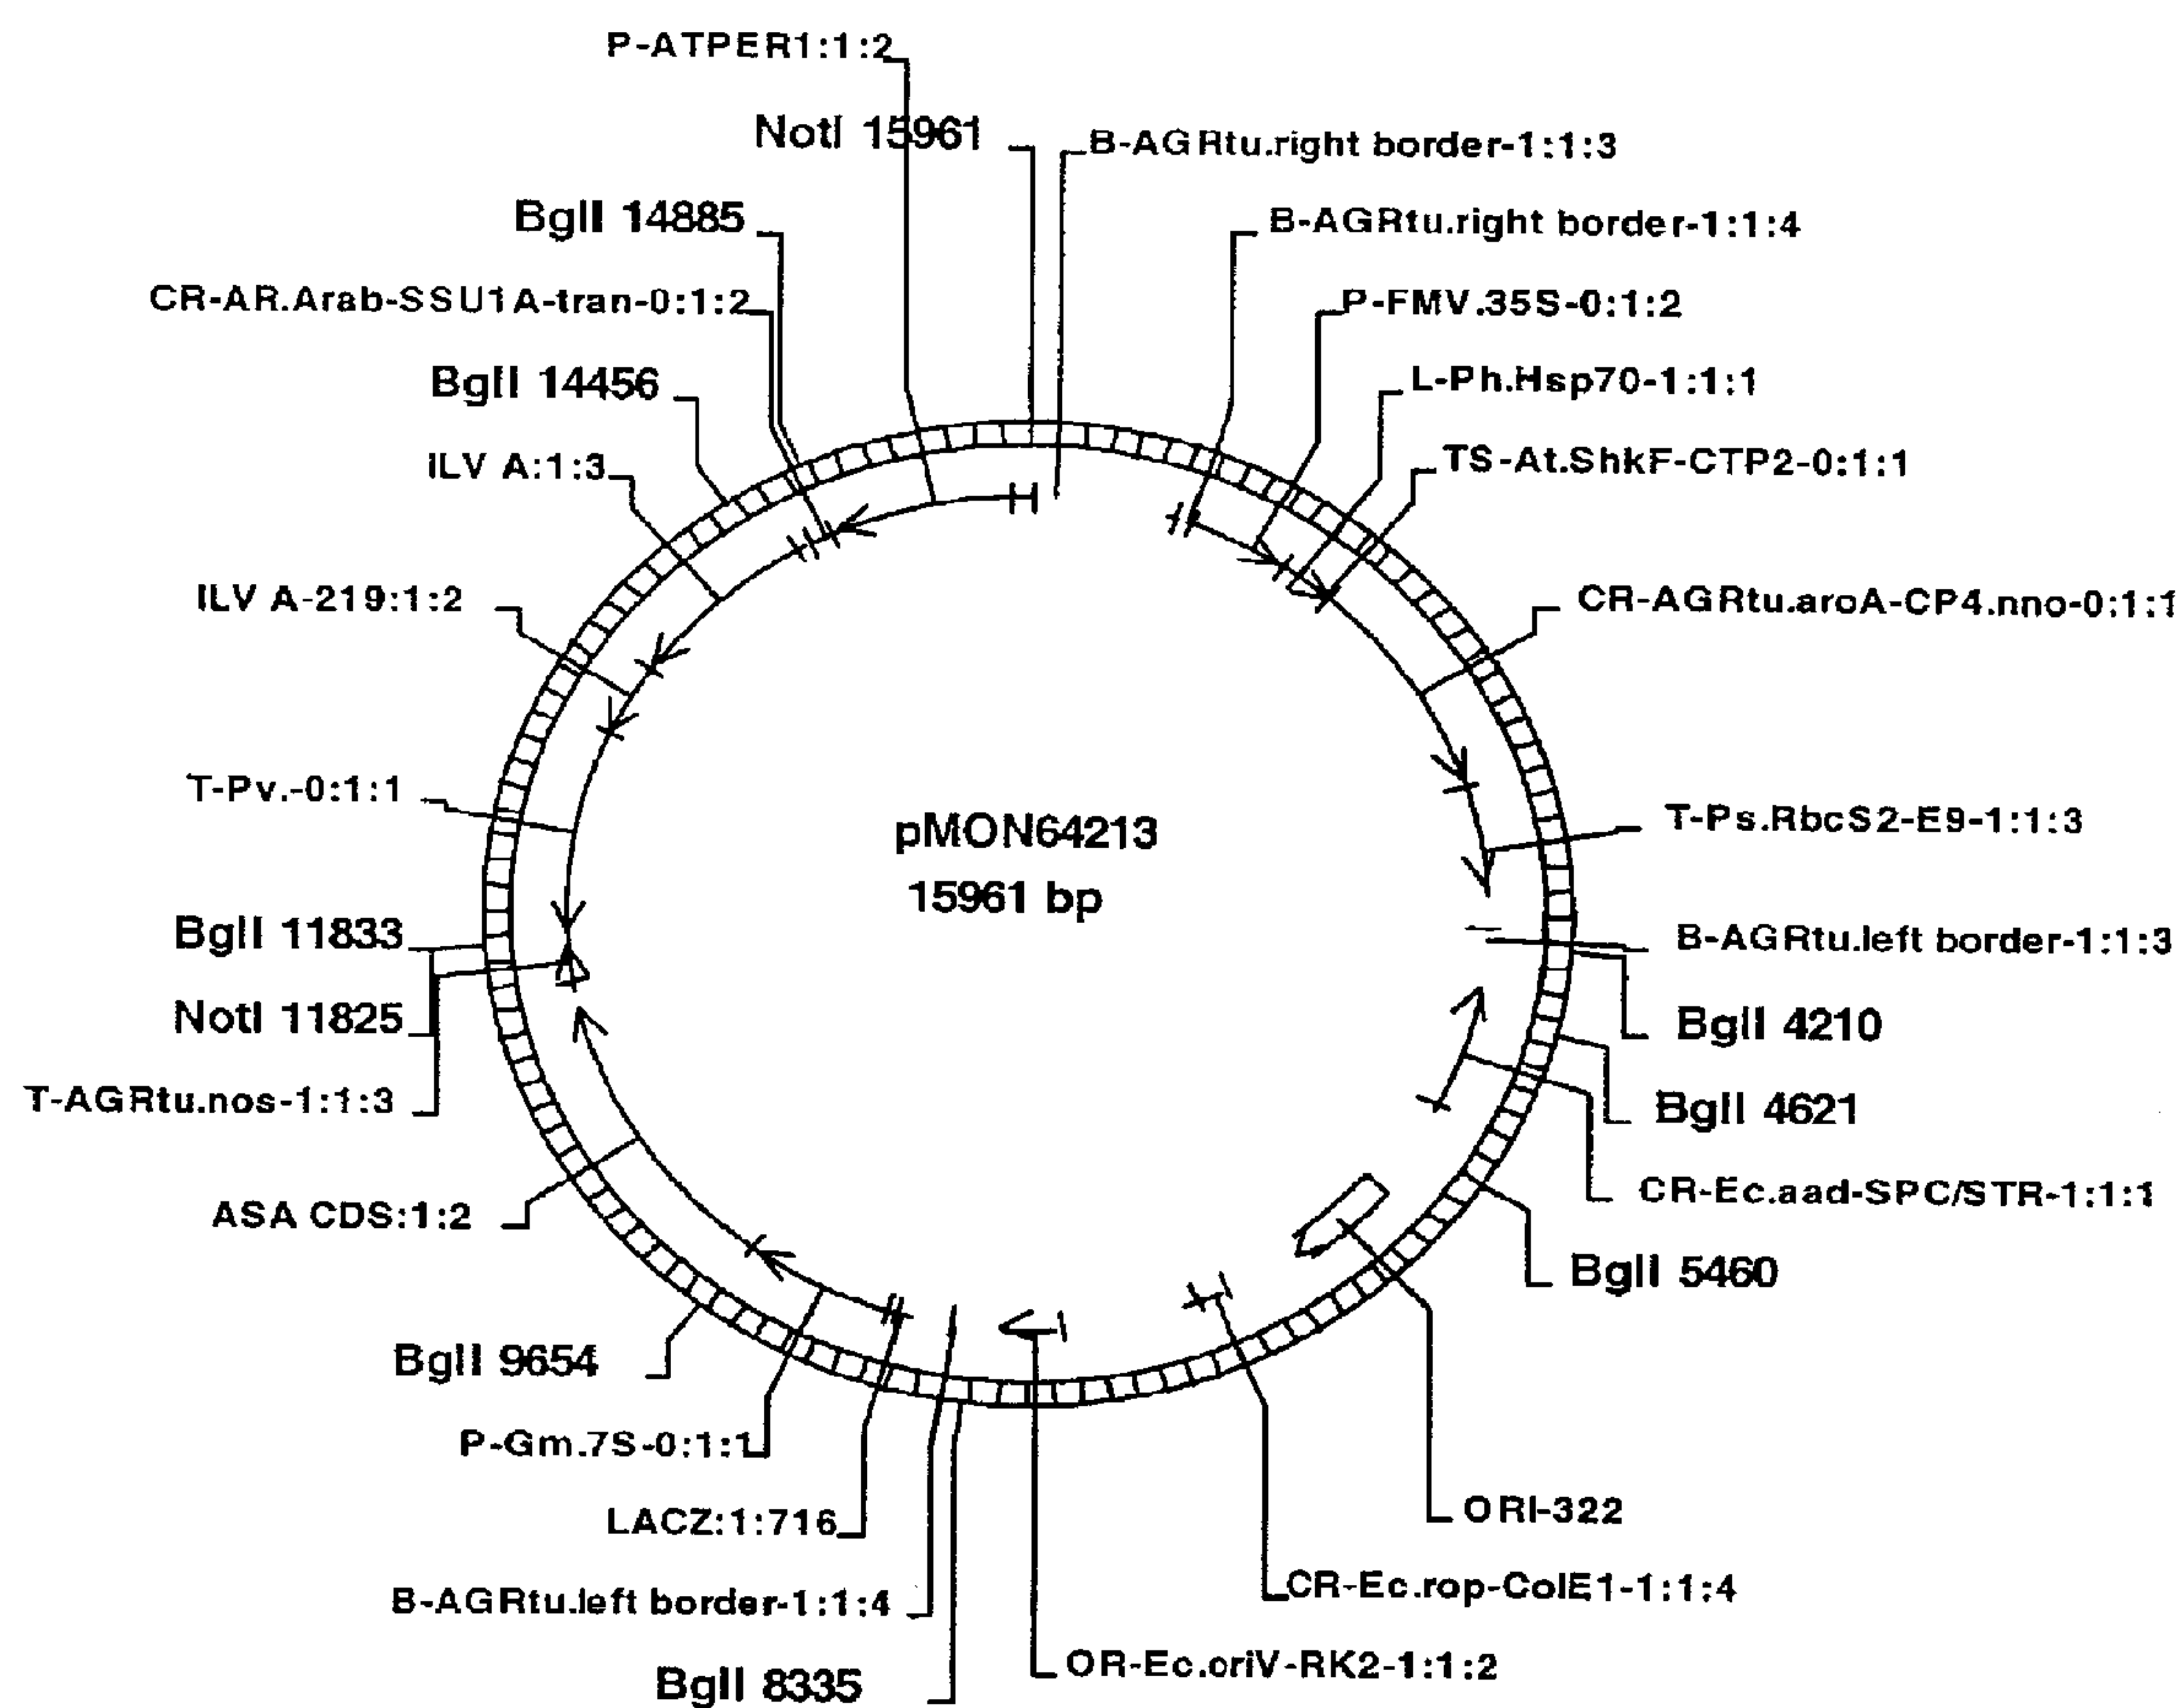 P-ATPER1:1:2
NotI 15961
B-AGRtu.right border-1:1:3
BglI 14885
B-AGRtu.right border-1:1:4
CR-AR.Arab-SSU1A-tran-0:1:2
P-FMV.35S-0:1:2
BglI 14456
L-Ph.Hsp70-1:1:1
ILV A:1:3
TS-At.ShkF-CTP2-0:1:1
ILV A-219:1:2
CR-AGRtu.aroA-CP4.nno-0:1:1
T-Pv.-0:1:1
T-Ps.RbcS2-E9-1:1:3
pMON64213
15961 bp
BglI 11833
B-AGRtu.left border-1:1:3
NotI 11825
BglI 4210
T-AGRtu.nos-1:1:3
BglI 4621
CR-Ec.aad-SPC/STR-1:1:1
ASA CDS:1:2
BglI 5460
BglI 9654
P-Gm.7S-0:1:1
ORI-322
LACZ:1:716
CR-Ec.rop-ColE1-1:1:4
B-AGRtu.left border-1:1:4
OR-Ec.oriV-RK2-1:1:2
BglI 8335